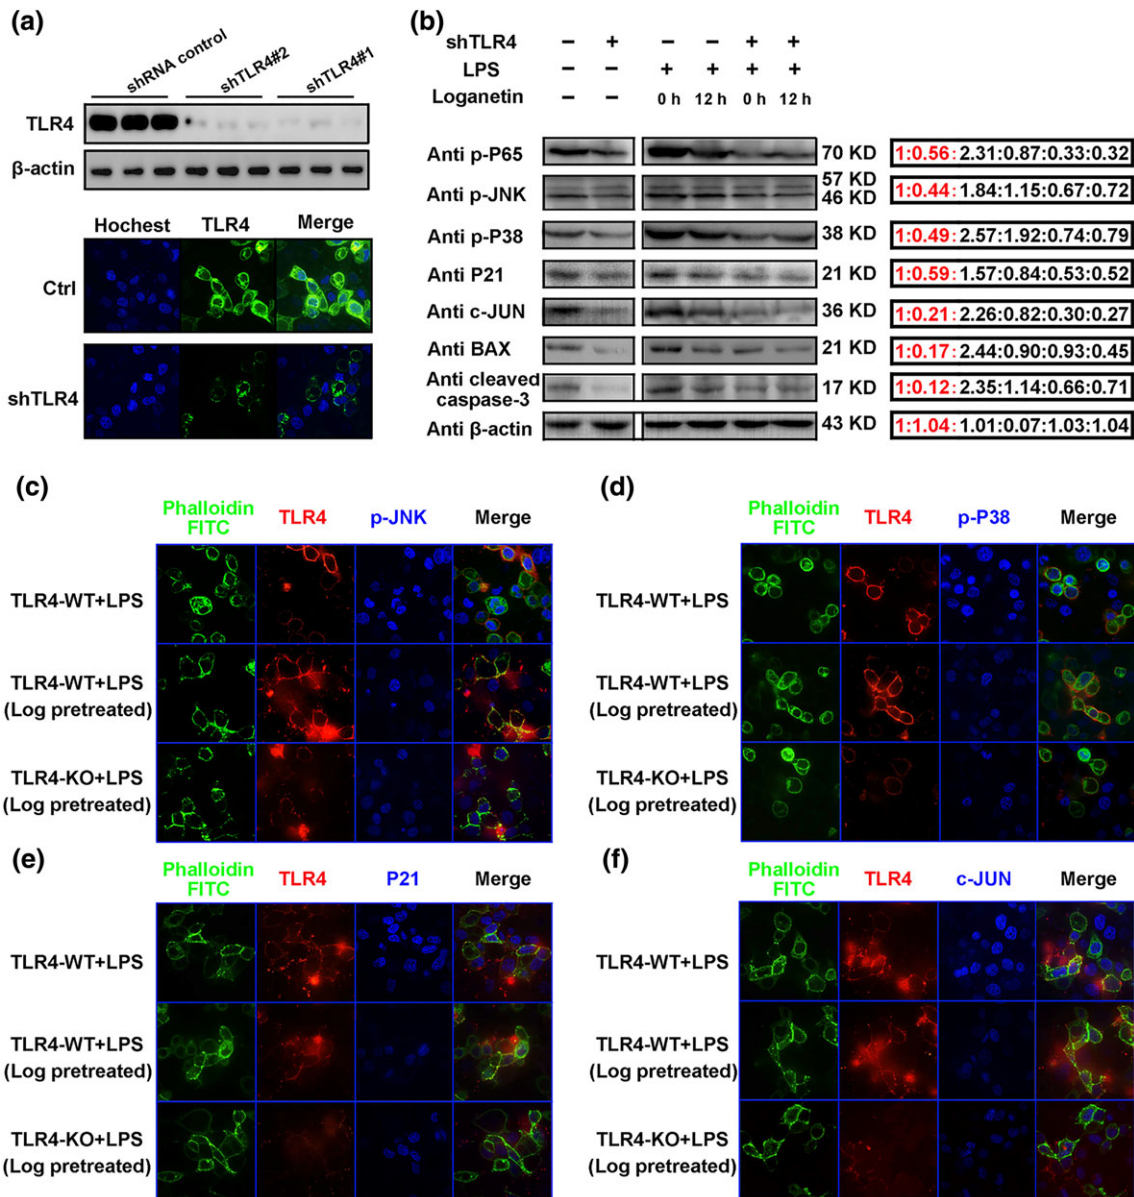 (a)
shRNA control
shTLR4#2
shTLR4#1
TLR4
β-actin
Hochest TLR4 Merge
Ctrl
shTLR4
(b)
shTLR4 – + – – + +
LPS – – + + + +
Loganetin – – 0 h 12 h 0 h 12 h
Anti p-P65 70 KD 1:0.56:2.31:0.87:0.33:0.32
Anti p-JNK 57 KD 46 KD 1:0.44:1.84:1.15:0.67:0.72
Anti p-P38 38 KD 1:0.49:2.57:1.92:0.74:0.79
Anti P21 21 KD 1:0.59:1.57:0.84:0.53:0.52
Anti c-JUN 36 KD 1:0.21:2.26:0.82:0.30:0.27
Anti BAX 21 KD 1:0.17:2.44:0.90:0.93:0.45
Anti cleaved
caspase-3 17 KD 1:0.12:2.35:1.14:0.66:0.71
Anti β-actin 43 KD 1:1.04:1.01:0.07:1.03:1.04
(c)
Phalloidin
FITC TLR4 p-JNK Merge
TLR4-WT+LPS
TLR4-WT+LPS
(Log pretreated)
TLR4-KO+LPS
(Log pretreated)
(d)
Phalloidin
FITC TLR4 p-P38 Merge
TLR4-WT+LPS
TLR4-WT+LPS
(Log pretreated)
TLR4-KO+LPS
(Log pretreated)
(e)
Phalloidin
FITC TLR4 P21 Merge
TLR4-WT+LPS
TLR4-WT+LPS
(Log pretreated)
TLR4-KO+LPS
(Log pretreated)
(f)
Phalloidin
FITC TLR4 c-JUN Merge
TLR4-WT+LPS
TLR4-WT+LPS
(Log pretreated)
TLR4-KO+LPS
(Log pretreated)